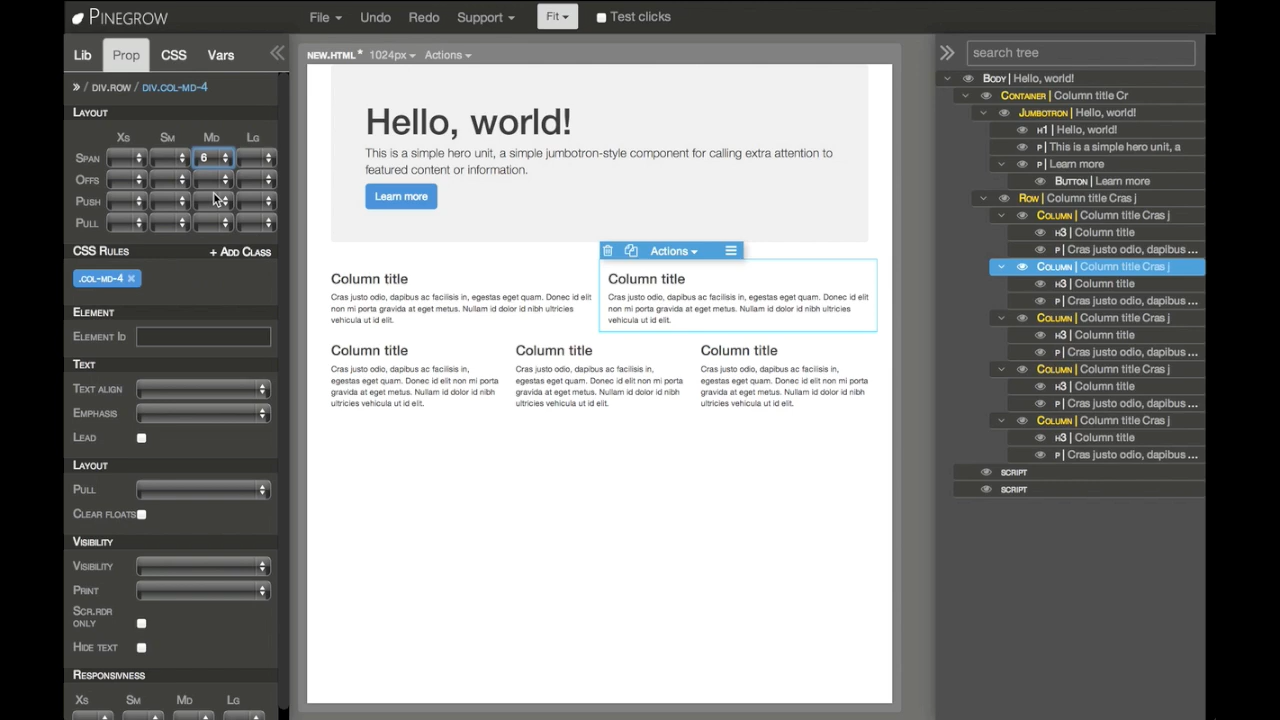 PINEGROW
File Undo Redo Support Fit Test clicks
Lib Prop CSS Vars
» / DIV.ROW / DIV.COL-MD-4
LAYOUT
XS SM MD LG
SPAN 6
OFFS
PUSH
PULL
CSS RULES + ADD CLASS
.COL-MD-4 ×
ELEMENT
ELEMENT ID
TEXT
TEXT ALIGN
EMPHASIS
LEAD
LAYOUT
PULL
CLEAR FLOATS
VISIBILITY
VISIBILITY
PRINT
SCR.RDR
ONLY
HIDE TEXT
RESPONSIVNESS
XS SM MD LG
NEW.HTML* 1024px Actions
Hello, world!
This is a simple hero unit, a simple jumbotron-style component for calling extra attention to
featured content or information.
Learn more
Actions
Column title
Cras justo odio, dapibus ac facilisis in, egestas eget quam. Donec id elit
non mi porta gravida at eget metus. Nullam id dolor id nibh ultricies
vehicula ut id elit.
Column title
Cras justo odio, dapibus ac facilisis in, egestas eget quam. Donec id elit
non mi porta gravida at eget metus. Nullam id dolor id nibh ultricies
vehicula ut id elit.
Column title
Cras justo odio, dapibus ac facilisis in,
egestas eget quam. Donec id elit non mi porta
gravida at eget metus. Nullam id dolor id nibh
ultricies vehicula ut id elit.
Column title
Cras justo odio, dapibus ac facilisis in,
egestas eget quam. Donec id elit non mi porta
gravida at eget metus. Nullam id dolor id nibh
ultricies vehicula ut id elit.
Column title
Cras justo odio, dapibus ac facilisis in,
egestas eget quam. Donec id elit non mi porta
gravida at eget metus. Nullam id dolor id nibh
ultricies vehicula ut id elit.
search tree
BODY | Hello, world!
CONTAINER | Column title Cr
JUMBOTRON | Hello, world!
H1 | Hello, world!
P | This is a simple hero unit, a
P | Learn more
BUTTON | Learn more
ROW | Column title Cras j
COLUMN | Column title Cras j
H3 | Column title
P | Cras justo odio, dapibus ...
COLUMN | Column title Cras j
H3 | Column title
P | Cras justo odio, dapibus ...
COLUMN | Column title Cras j
H3 | Column title
P | Cras justo odio, dapibus ...
COLUMN | Column title Cras j
H3 | Column title
P | Cras justo odio, dapibus ...
COLUMN | Column title Cras j
H3 | Column title
P | Cras justo odio, dapibus ...
SCRIPT
SCRIPT